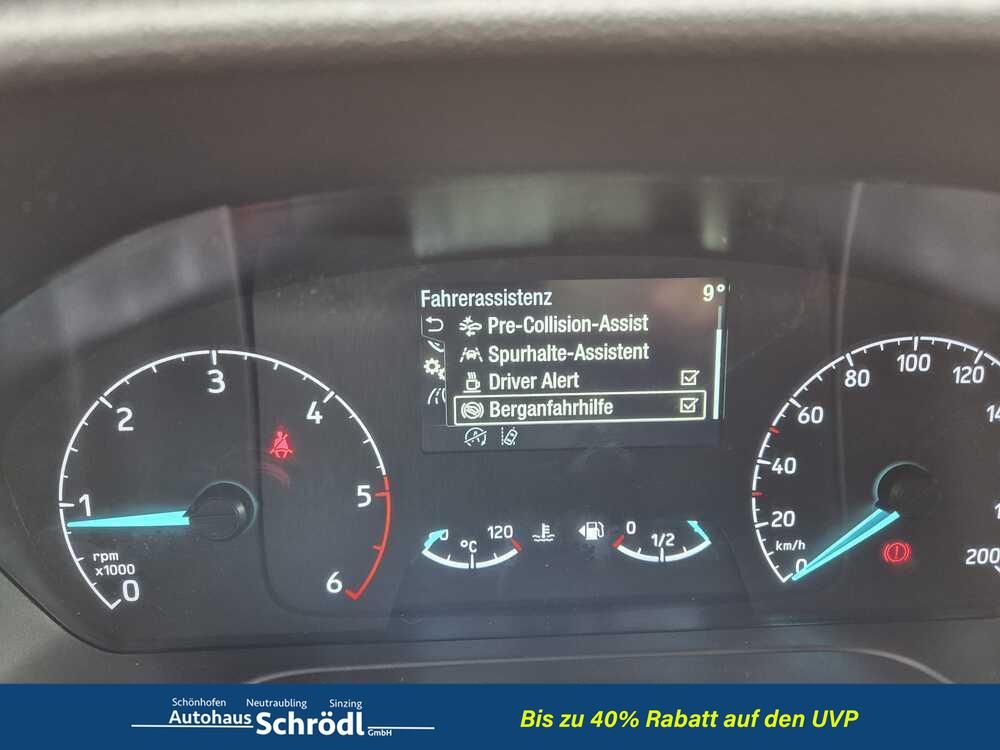 Fahrerassistenz 9°
Pre-Collision-Assist
Spurhalte-Assistent
Driver Alert
Berganfahrhilfe
0 1 2 3 4 5 6
rpm
x1000
120
°C
0 1/2
0 20 40 60 80 100 120 200
km/h
Schönhofen Neutraubling Sinzing
Autohaus Schrödl GmbH
Bis zu 40% Rabatt auf den UVP